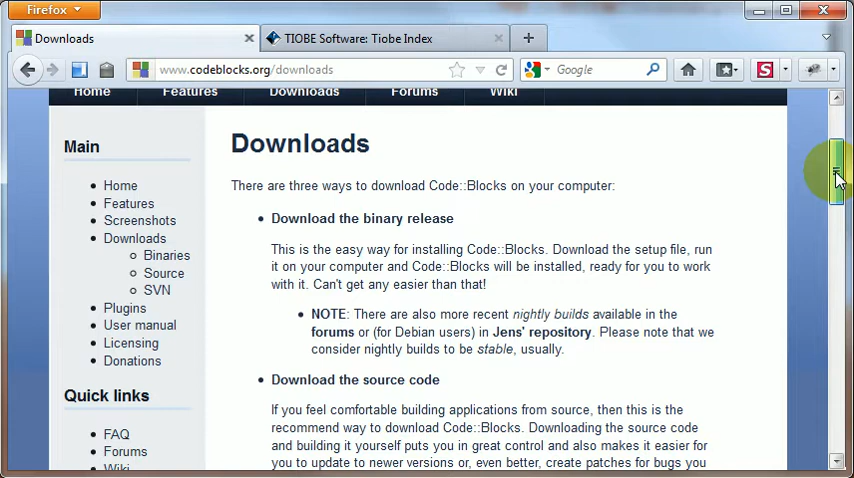 Firefox
Downloads
TIOBE Software: Tiobe Index
www.codeblocks.org/downloads
Google
Home Features Downloads Forums Wiki
Main
Home
Features
Screenshots
Downloads
Binaries
Source
SVN
Plugins
User manual
Licensing
Donations
Quick links
FAQ
Forums
Wiki
Downloads
There are three ways to download Code::Blocks on your computer:
Download the binary release
This is the easy way for installing Code::Blocks. Download the setup file, run
it on your computer and Code::Blocks will be installed, ready for you to work
with it. Can't get any easier than that!
NOTE: There are also more recent nightly builds available in the
forums or (for Debian users) in Jens' repository. Please note that we
consider nightly builds to be stable, usually.
Download the source code
If you feel comfortable building applications from source, then this is the
recommend way to download Code::Blocks. Downloading the source code
and building it yourself puts you in great control and also makes it easier for
you to update to newer versions or, even better, create patches for bugs you